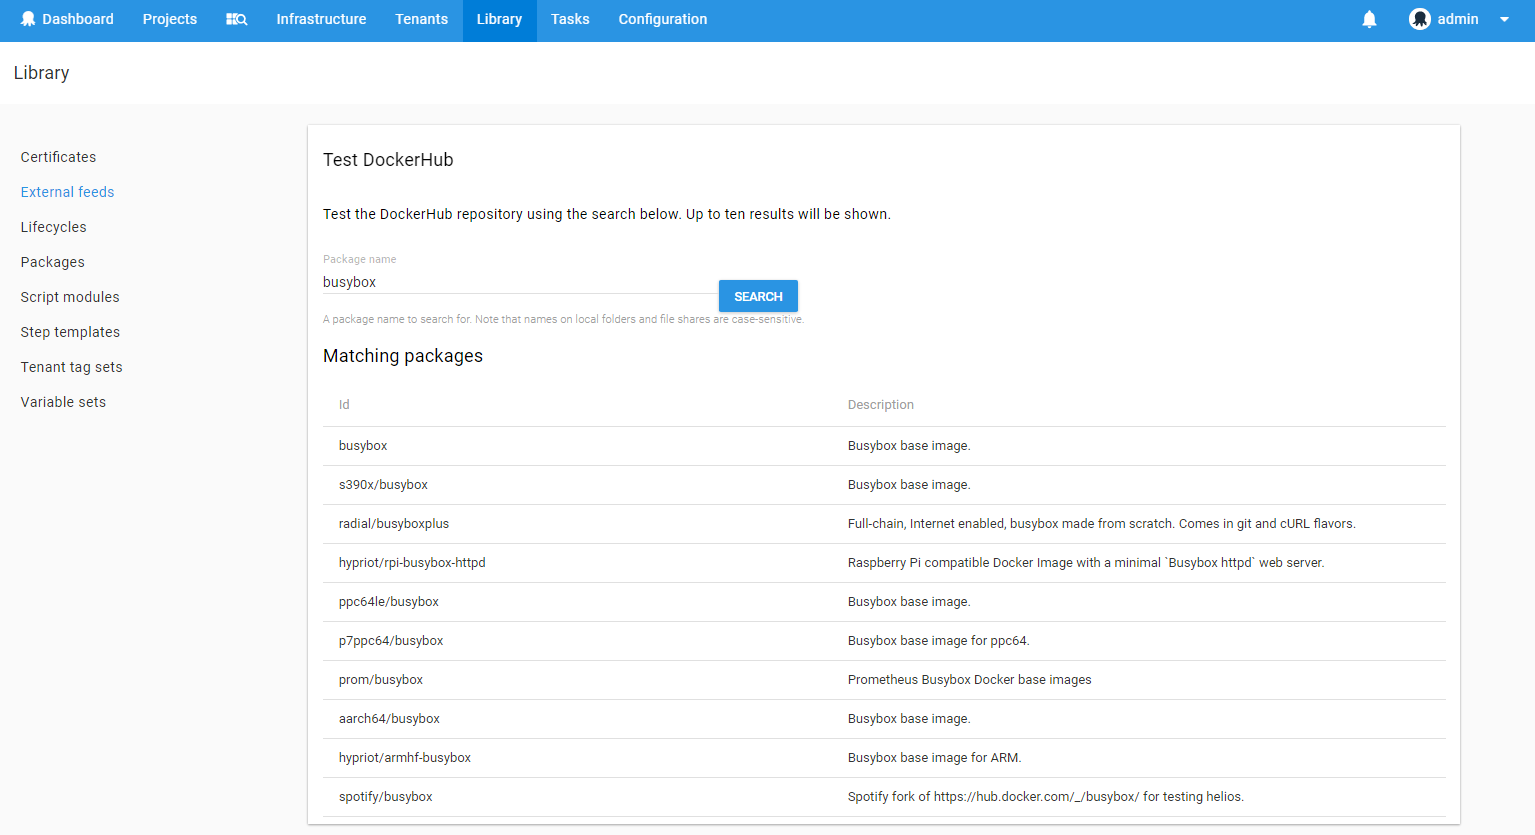 Dashboard Projects Infrastructure Tenants Library Tasks Configuration admin
Library
Certificates
External feeds
Lifecycles
Packages
Script modules
Step templates
Tenant tag sets
Variable sets
Test DockerHub
Test the DockerHub repository using the search below. Up to ten results will be shown.
Package name
busybox
SEARCH
A package name to search for. Note that names on local folders and file shares are case-sensitive.
Matching packages
Id Description
busybox Busybox base image.
s390x/busybox Busybox base image.
radial/busyboxplus Full-chain, Internet enabled, busybox made from scratch. Comes in git and cURL flavors.
hypriot/rpi-busybox-httpd Raspberry Pi compatible Docker Image with a minimal `Busybox httpd` web server.
ppc64le/busybox Busybox base image.
p7ppc64/busybox Busybox base image for ppc64.
prom/busybox Prometheus Busybox Docker base images
aarch64/busybox Busybox base image.
hypriot/armhf-busybox Busybox base image for ARM.
spotify/busybox Spotify fork of https://hub.docker.com/_/busybox/ for testing helios.